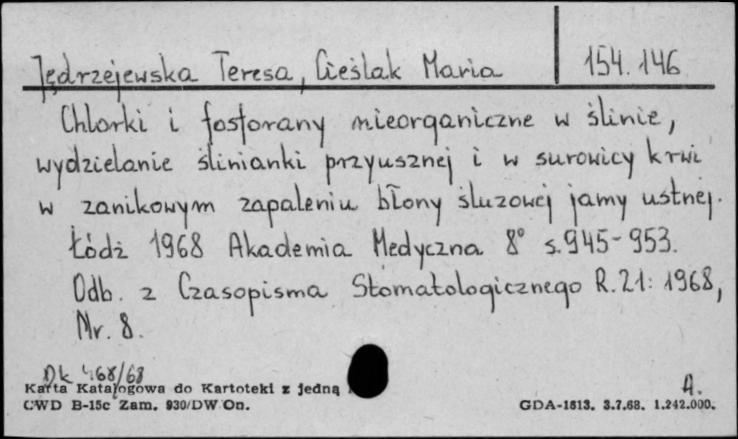 Jędrzejewska Teresa, Cieślak Maria 154.146
Chlorki i fosforany nieorganiczne w ślinie,
wydzielanie ślinianki przyusznej i w surowicy krwi
w zanikowym zapaleniu błony śluzowej jamy ustnej.
Łódź 1968 Akademia Medyczna 8° s. 945-953.
Odb. z Czasopisma Stomatologicznego R. 21: 1968,
Nr. 8.
Dk 468/68
Karta Katalogowa do Kartoteki z jedną
A.
CWD B-15c Zam. 930/DW On. GDA-1813. 3.7.68. 1.242.000.